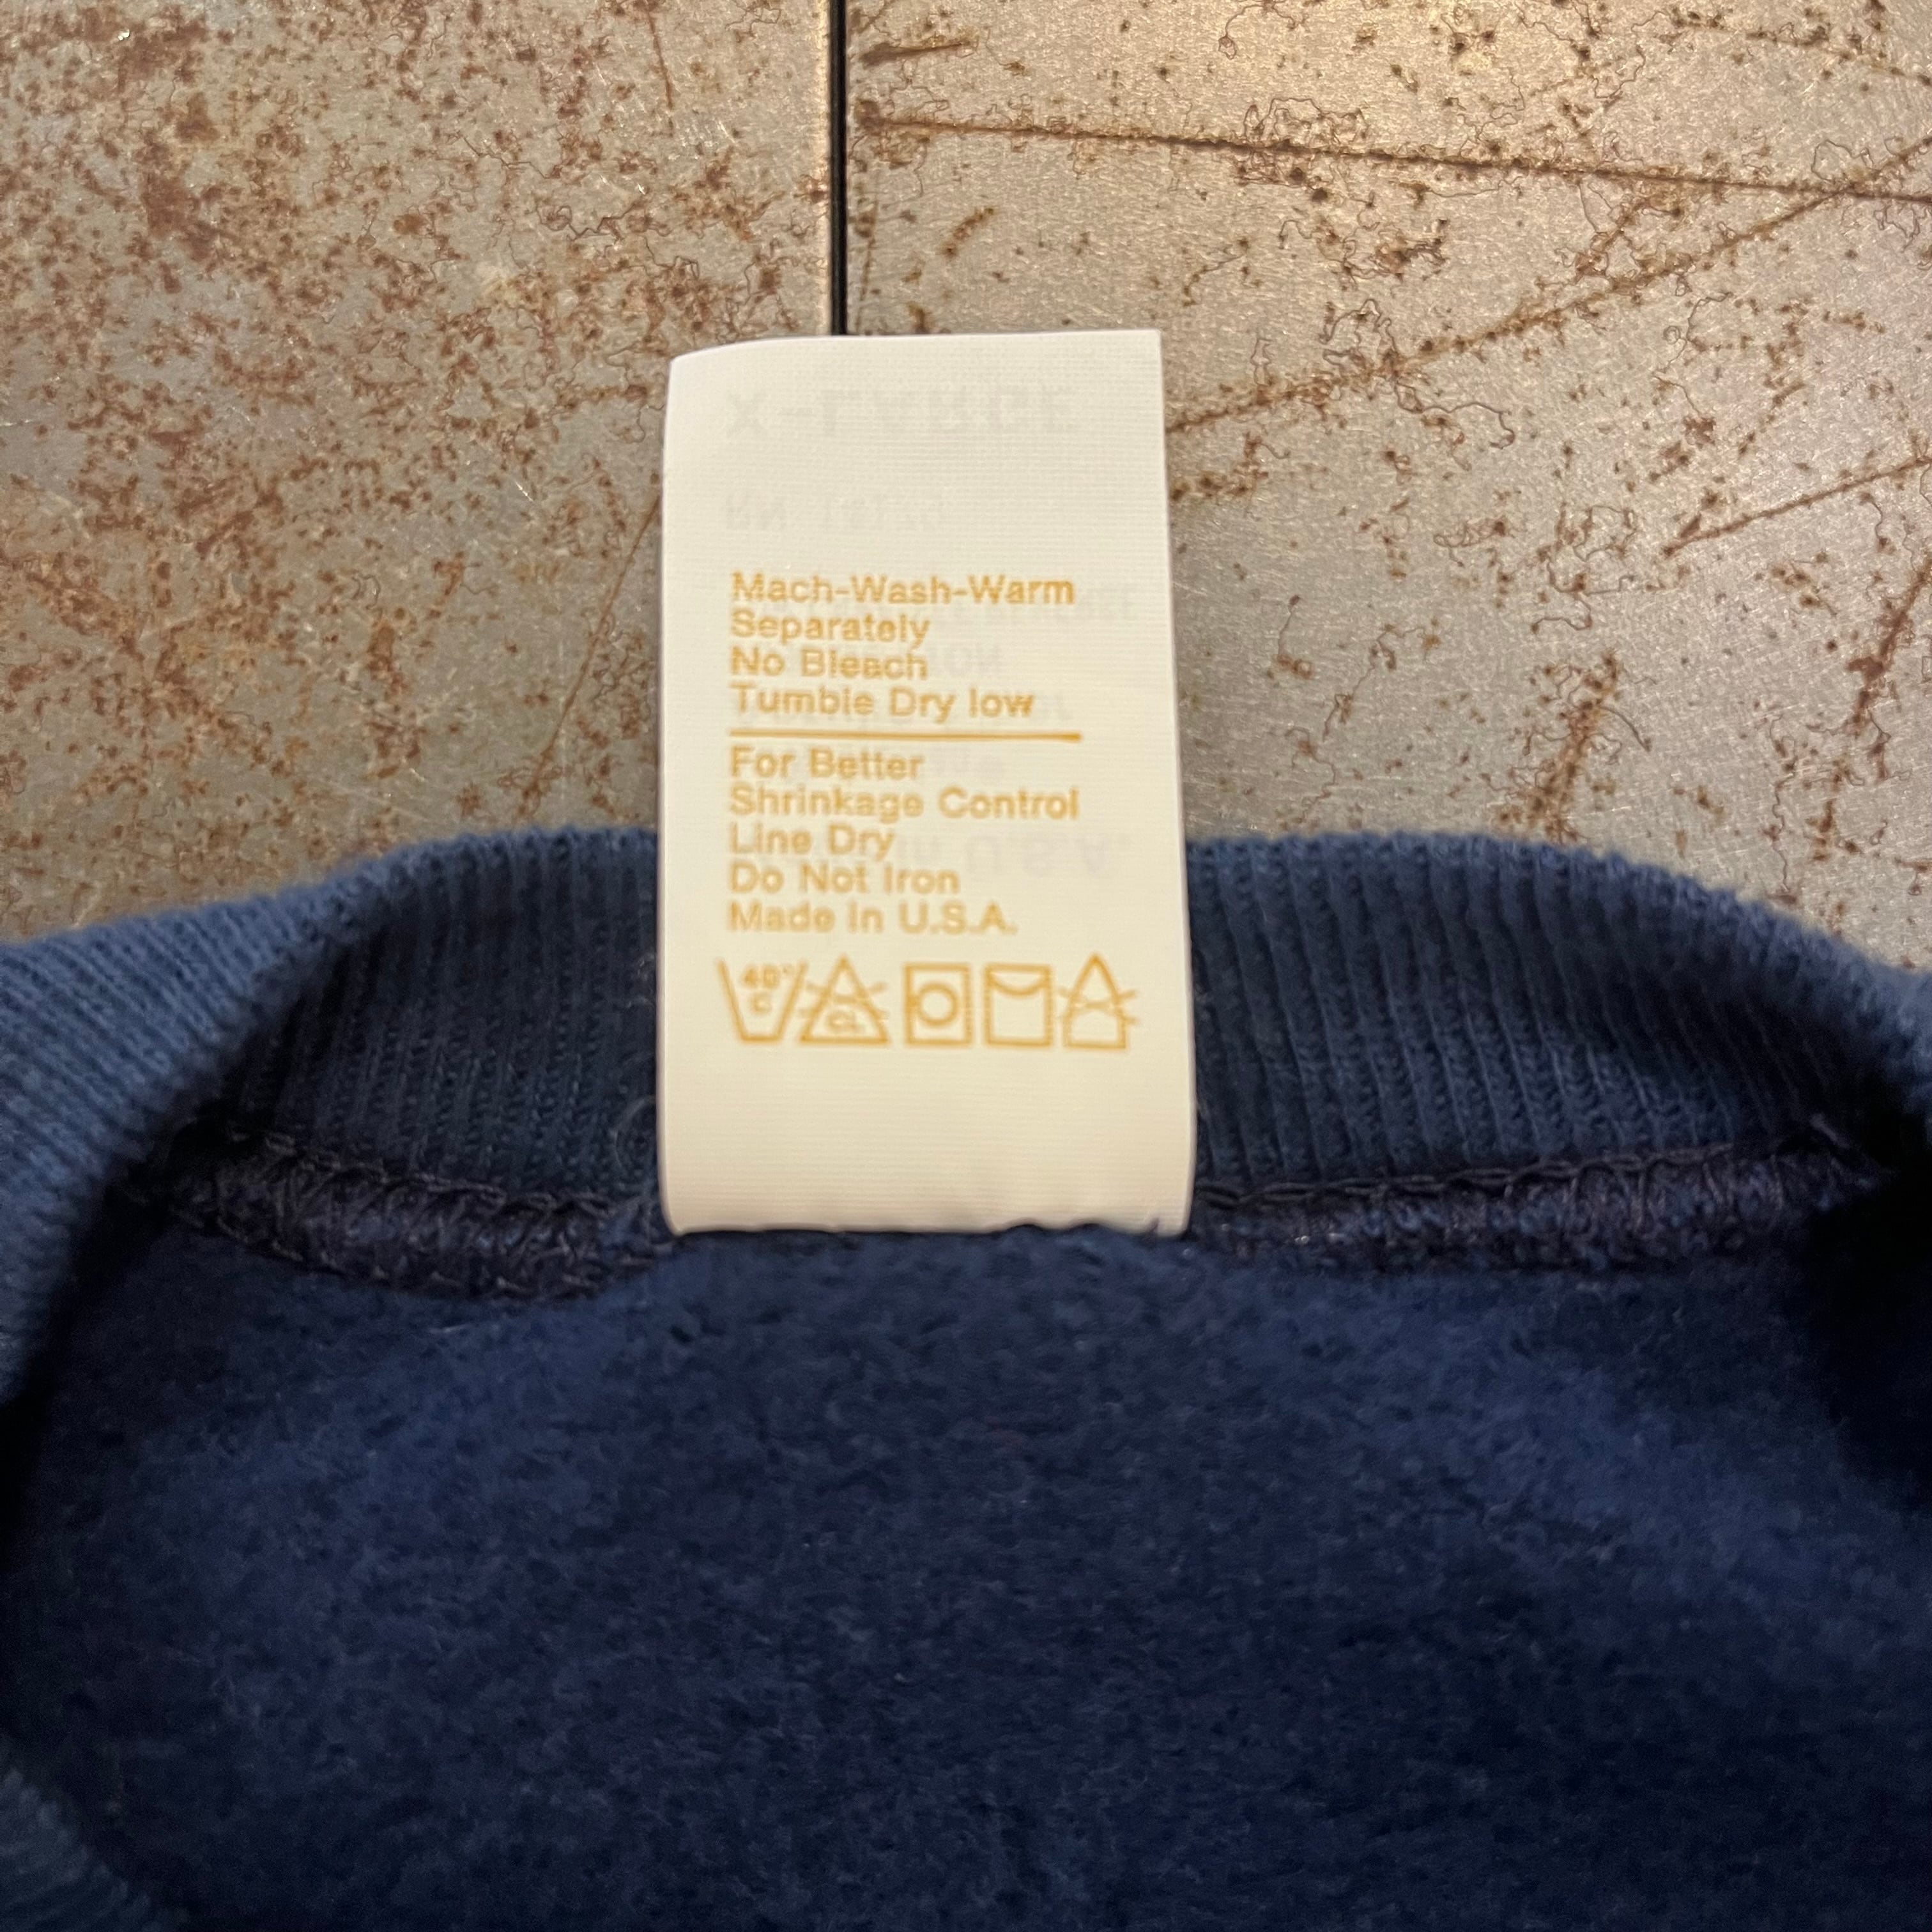 Mach-Wash-Warm
Separately
No Bleach
Tumble Dry low
For Better
Shrinkage Control
Line Dry
Do Not Iron
Made In U.S.A.
40°C CL